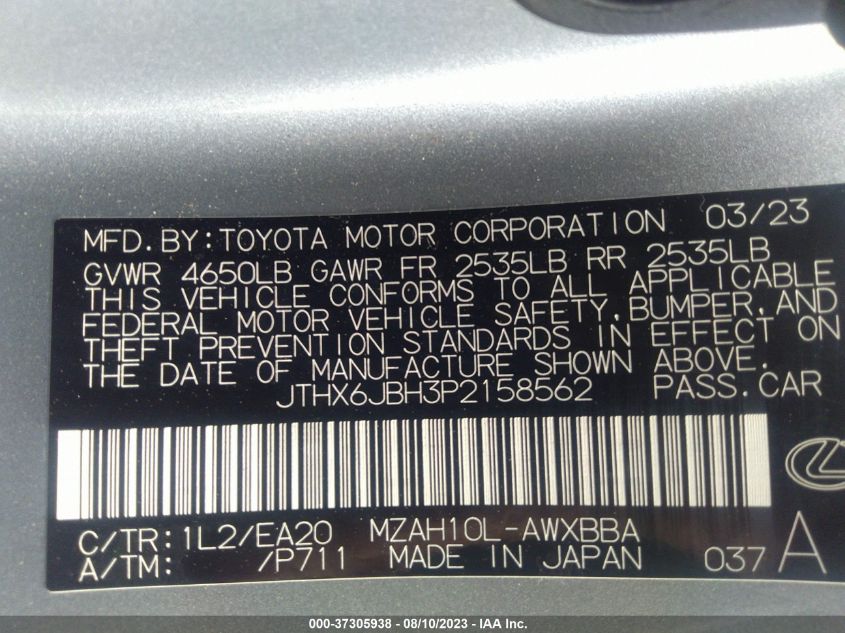 MFD.BY:TOYOTA MOTOR CORPORATION 03/23
GVWR 4650LB GAWR FR 2535LB RR 2535LB
THIS VEHICLE CONFORMS TO ALL APPLICABLE
FEDERAL MOTOR VEHICLE SAFETY,BUMPER,AND
THEFT PREVENTION STANDARDS IN EFFECT ON
THE DATE OF MANUFACTURE SHOWN ABOVE.
JTHX6JBH3P2158562 PASS.CAR
C/TR:1L2/EA20 MZAH10L-AWXBBA
A/TM: /P711 MADE IN JAPAN 037 A
000-37305938 - 08/10/2023 - IAA Inc.